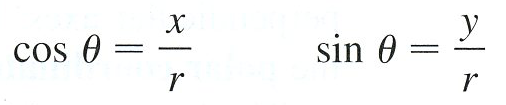 cos θ = x/r sin θ = y/r